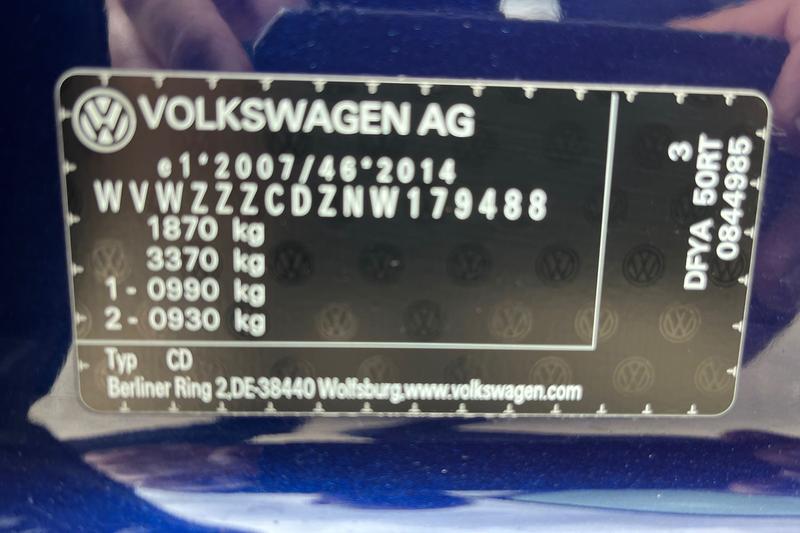 VOLKSWAGEN AG
e1*2007/46*2014
WVWZZZCDZNW179488
1870 kg
3370 kg
1 - 0990 kg
2 - 0930 kg
Typ CD
Berliner Ring 2,DE-38440 Wolfsburg,www.volkswagen.com
3
DFYA 50RT
0844985